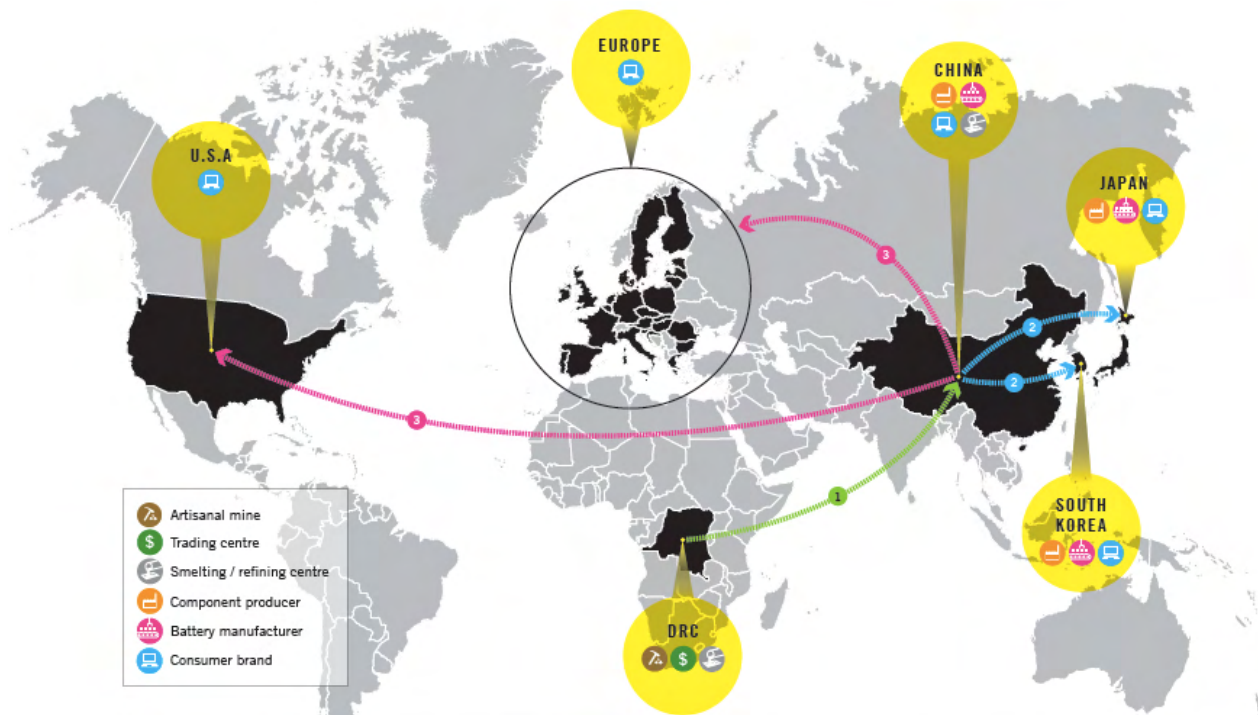 EUROPE
CHINA
U.S.A
JAPAN
3
2
2
3
1
SOUTH
KOREA
DRC
$
Artisanal mine
$ Trading centre
Smelting / refining centre
Component producer
Battery manufacturer
Consumer brand